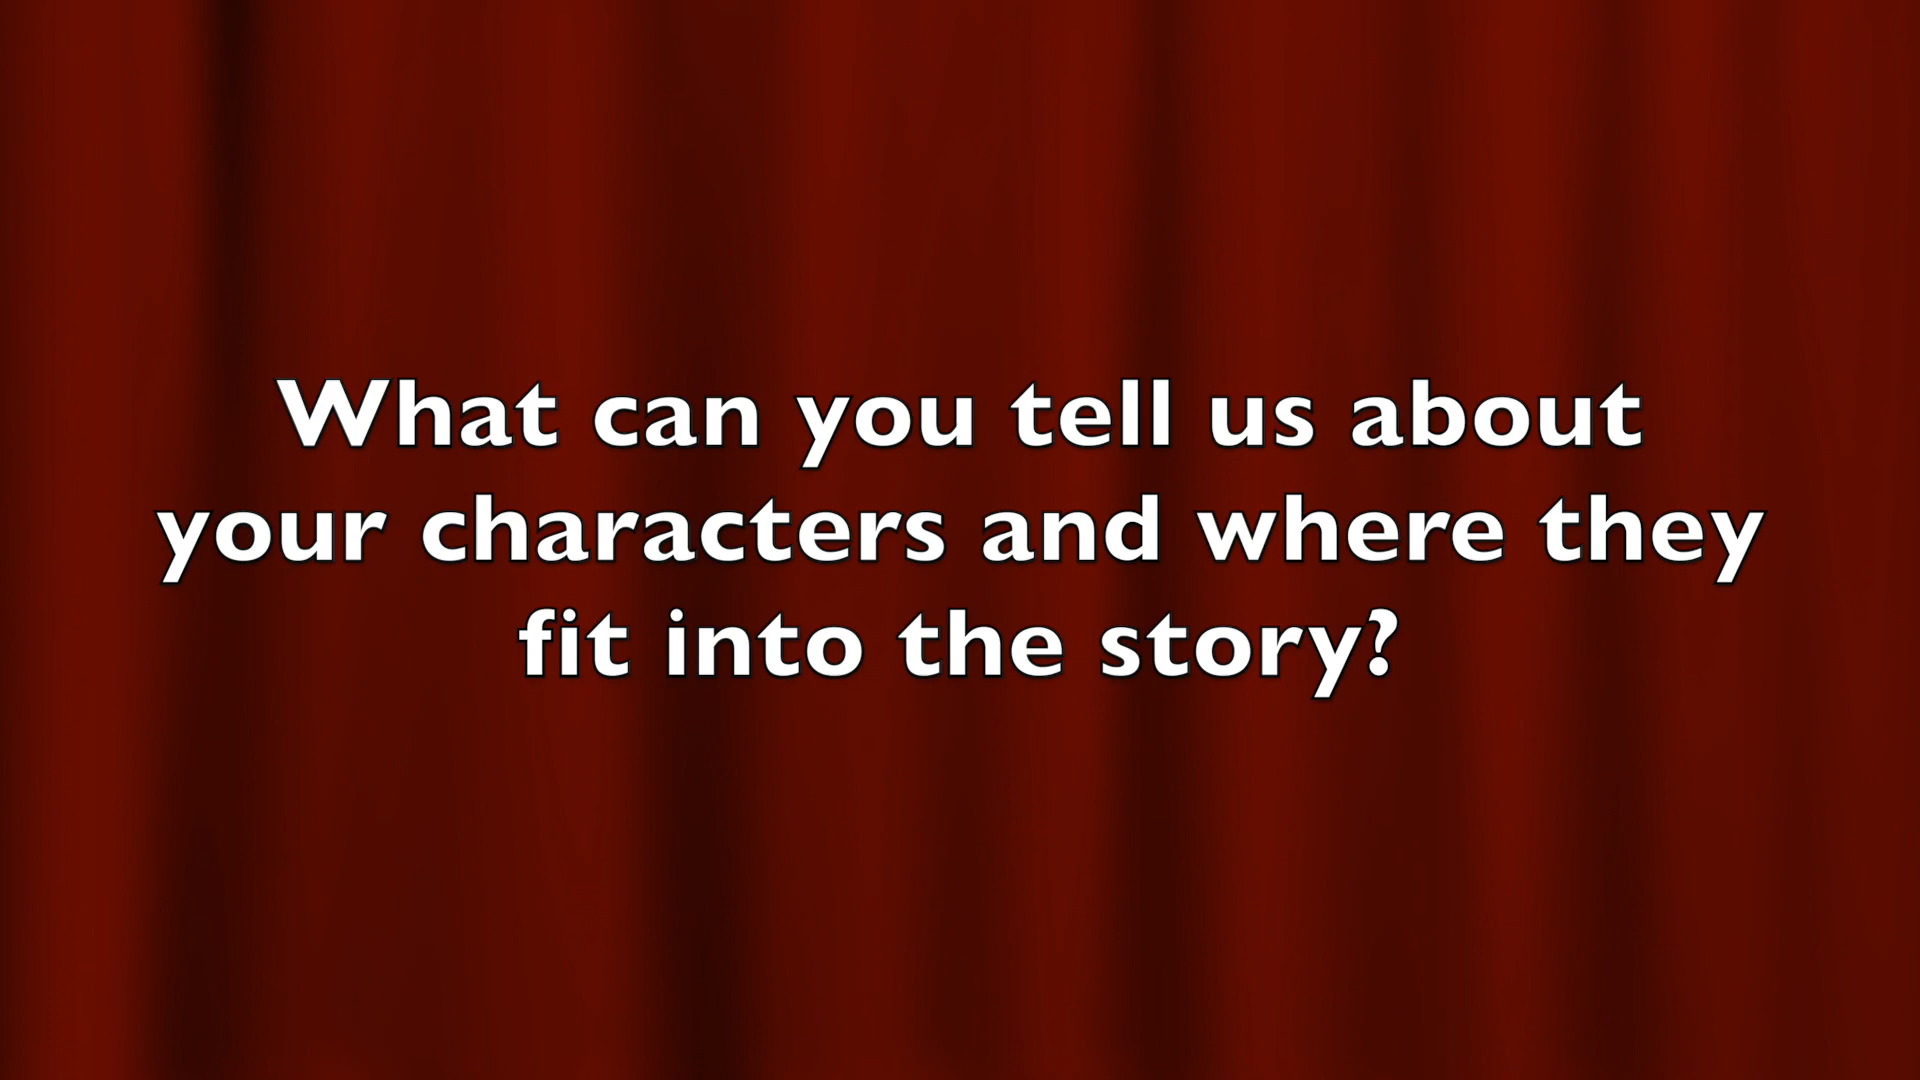 What can you tell us about
your characters and where they
fit into the story?